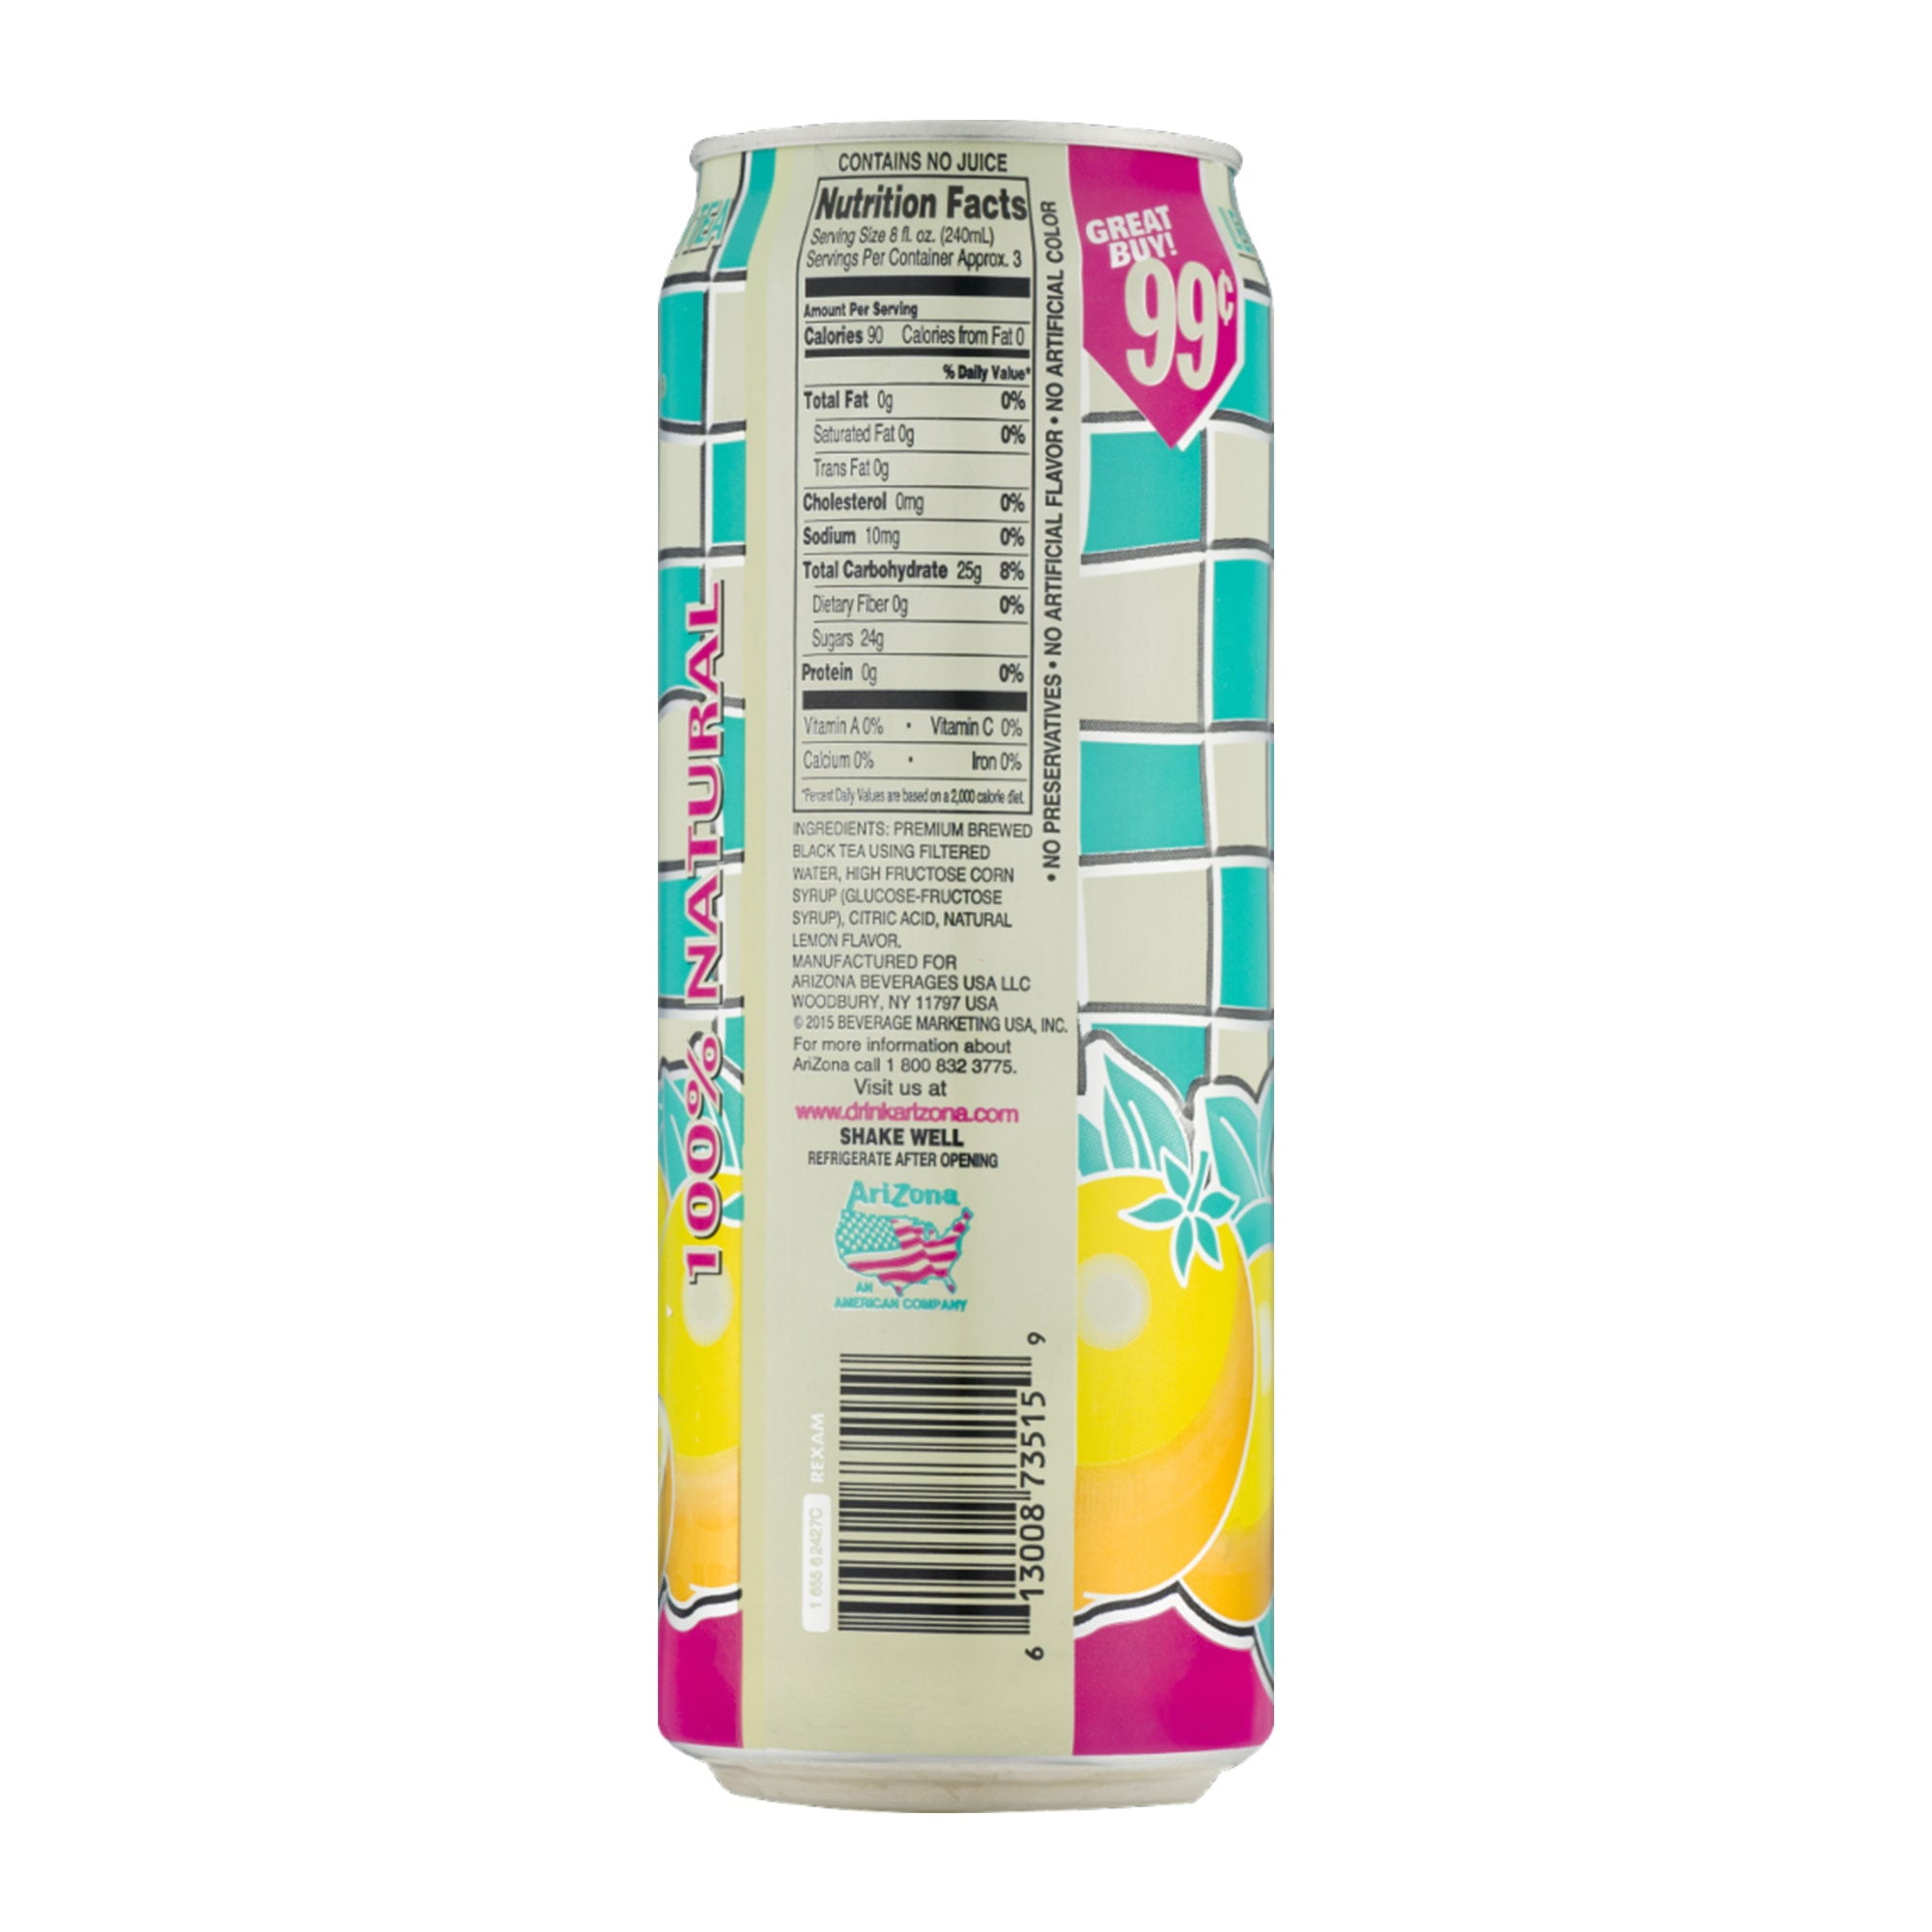 CONTAINS NO JUICE
Nutrition Facts
Serving Size 8 fl. oz. (240mL)
Servings Per Container Approx. 3
Amount Per Serving
Calories 90 Calories from Fat 0
% Daily Value*
Total Fat 0g 0%
Saturated Fat 0g 0%
Trans Fat 0g
Cholesterol 0mg 0%
Sodium 10mg 0%
Total Carbohydrate 25g 8%
Dietary Fiber 0g 0%
Sugars 24g
Protein 0g 0%
Vitamin A 0% • Vitamin C 0%
Calcium 0% • Iron 0%
*Percent Daily Values are based on a 2,000 calorie diet.
• NO PRESERVATIVES • NO ARTIFICIAL FLAVOR • NO ARTIFICIAL COLOR
INGREDIENTS: PREMIUM BREWED
BLACK TEA USING FILTERED
WATER, HIGH FRUCTOSE CORN
SYRUP (GLUCOSE-FRUCTOSE
SYRUP), CITRIC ACID, NATURAL
LEMON FLAVOR.
MANUFACTURED FOR
ARIZONA BEVERAGES USA LLC
WOODBURY, NY 11797 USA
© 2015 BEVERAGE MARKETING USA, INC.
For more information about
AriZona call 1 800 832 3775.
Visit us at
www.drinkarizona.com
SHAKE WELL
REFRIGERATE AFTER OPENING
AriZona
AN
AMERICAN COMPANY
REXAM
1 655 6 2427C
6 13008 73515 9
100% NATURAL
TEA
GREAT
BUY!
99¢